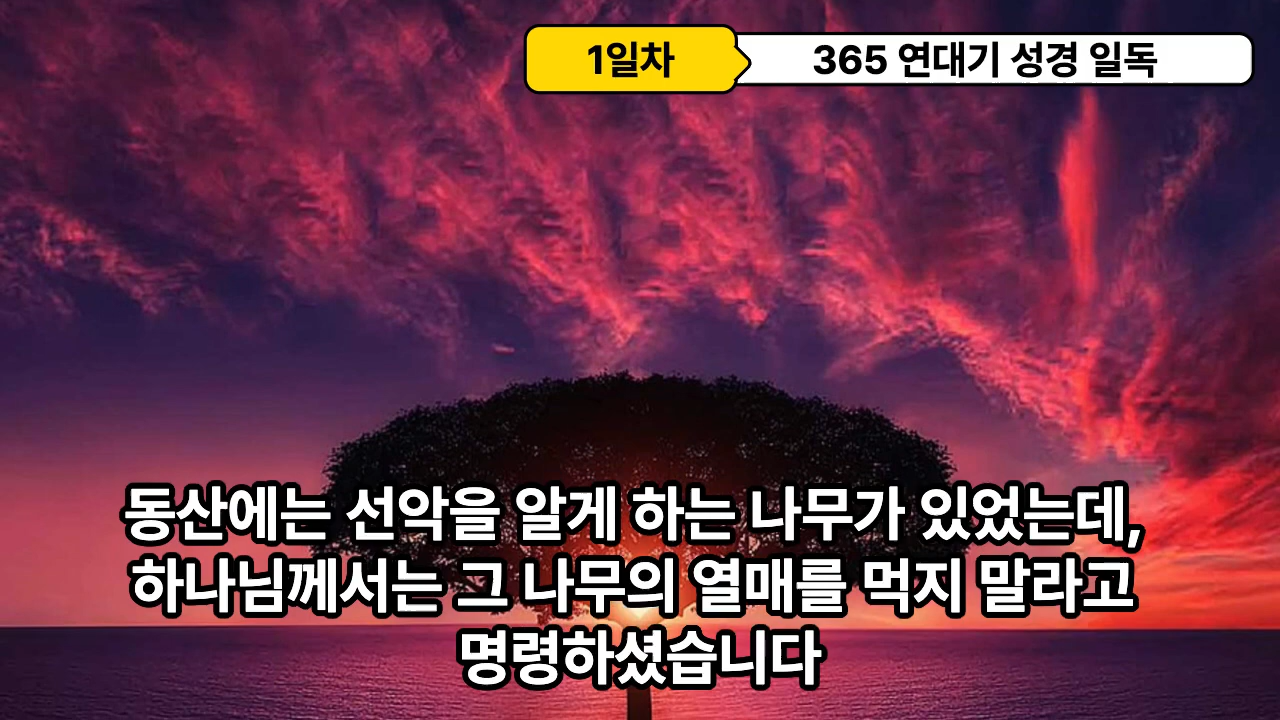 1일차
365 연대기 성경 일독
동산에는 선악을 알게 하는 나무가 있었는데,
하나님께서는 그 나무의 열매를 먹지 말라고
명령하셨습니다